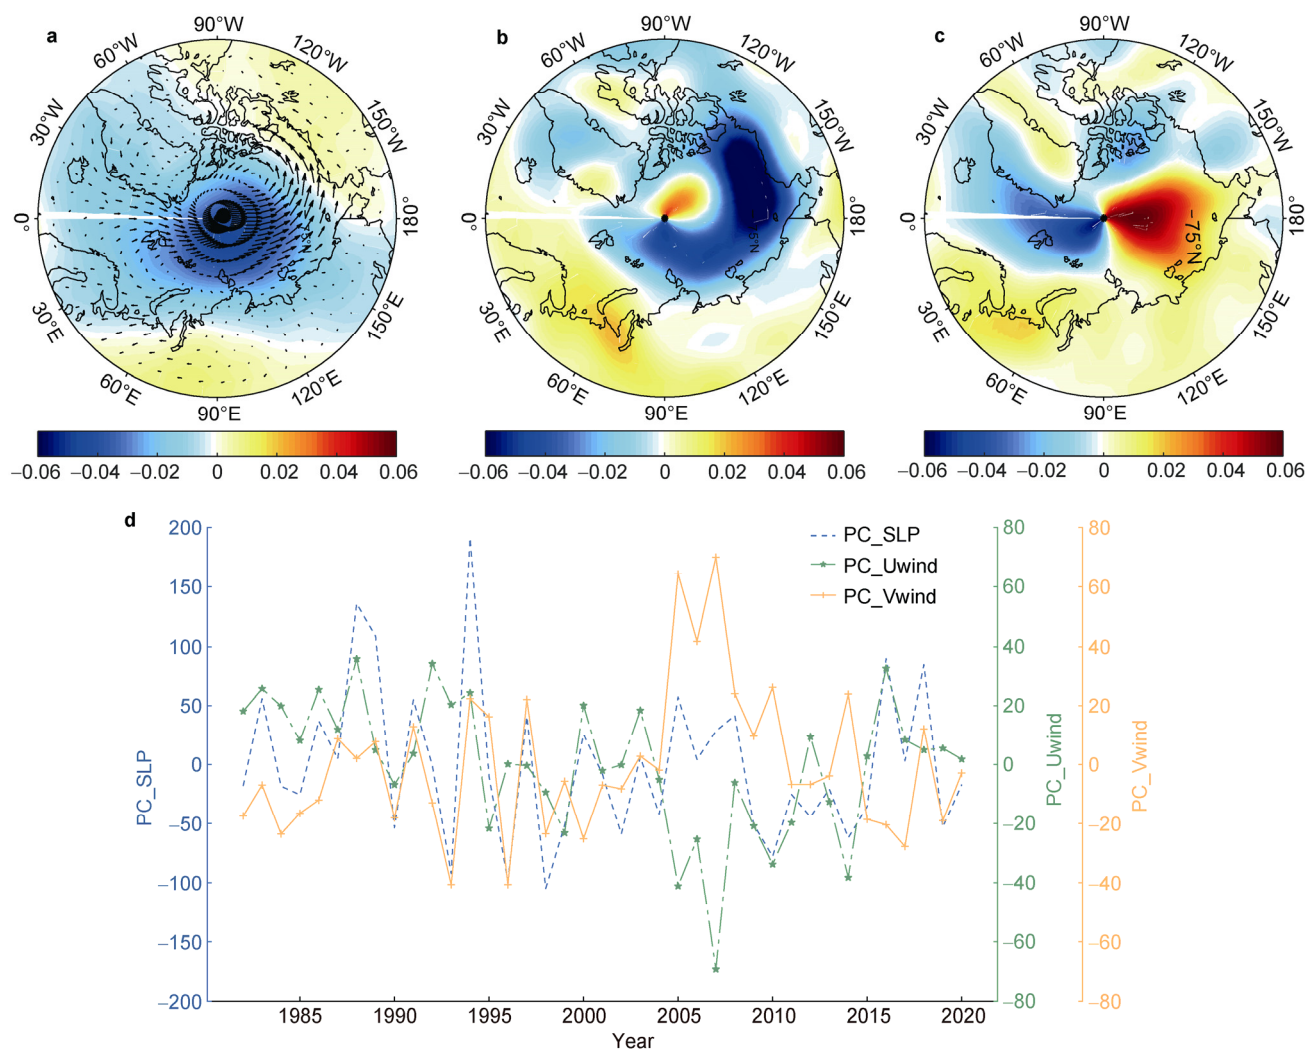 a
90°W
60°W
120°W
30°W
150°W
0°
180°
30°E
150°E
60°E
120°E
90°E
−0.06 −0.04 −0.02 0 0.02 0.04 0.06
b
90°W
60°W
120°W
30°W
150°W
0°
180°
30°E
150°E
60°E
120°E
90°E
−0.06 −0.04 −0.02 0 0.02 0.04 0.06
c
90°W
60°W
120°W
30°W
150°W
0°
180°
75°N
30°E
150°E
60°E
120°E
90°E
−0.06 −0.04 −0.02 0 0.02 0.04 0.06
d
PC_SLP
PC_Uwind
PC_Vwind
200
150
100
50
0
−50
−100
−150
−200
PC_SLP
80
60
40
20
0
−20
−40
−60
−80
PC_Uwind
80
60
40
20
0
−20
−40
−60
−80
PC_Vwind
1985 1990 1995 2000 2005 2010 2015 2020
Year